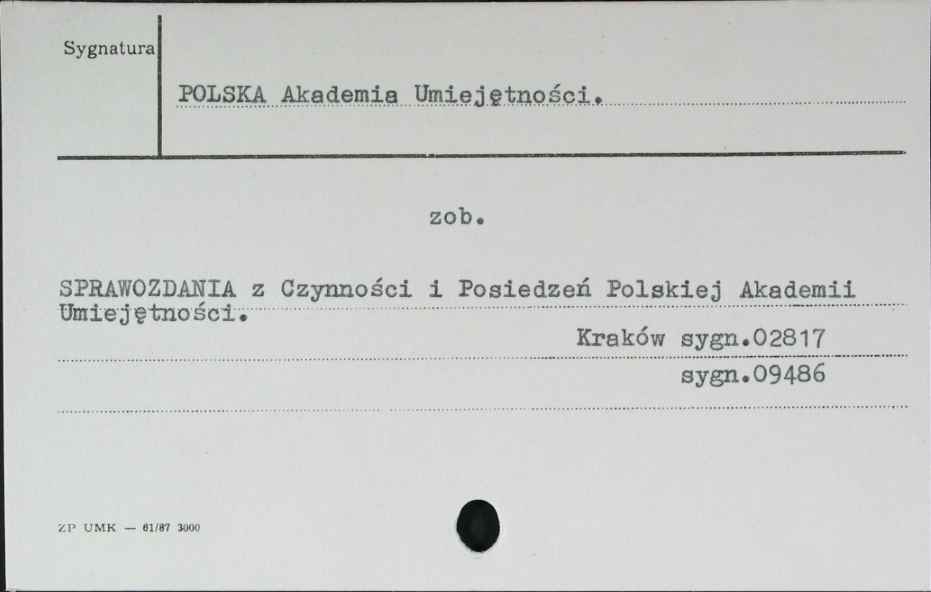 Sygnatura
POLSKA Akademia Umiejętności.
zob.
SPRAWOZDANIA z Czynności i Posiedzeń Polskiej Akademii
Umiejętności.
Kraków sygn.02817
sygn.09486
ZP UMK — 61/87 3000